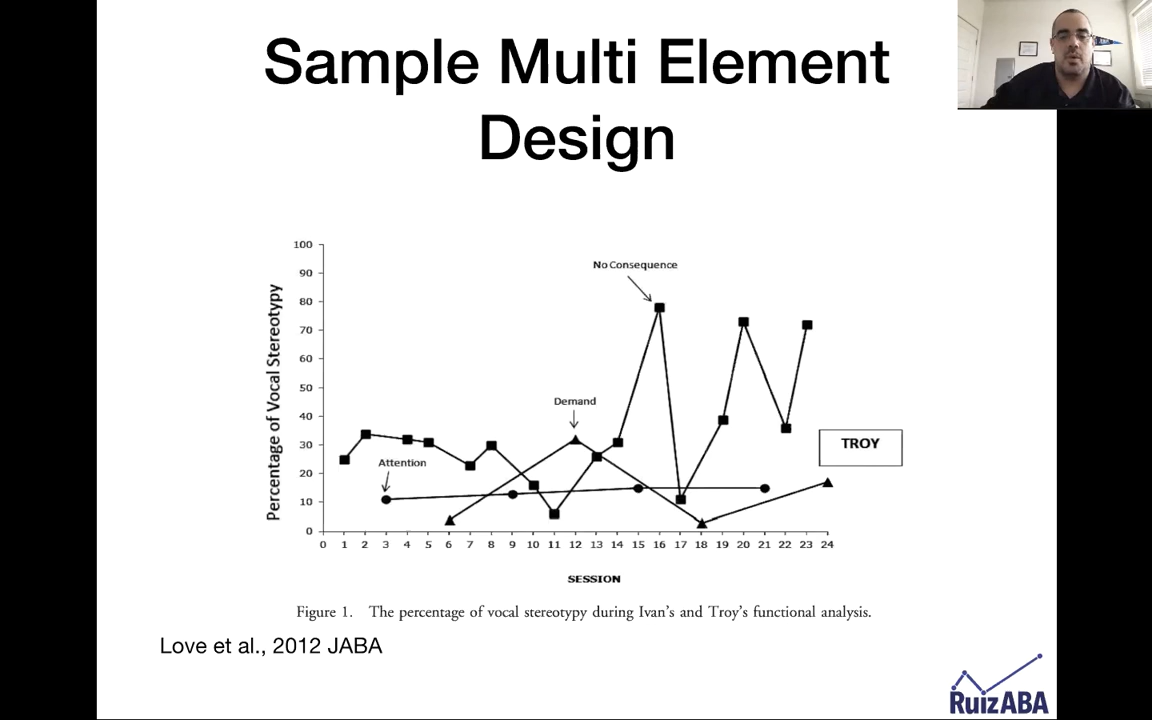 Sample Multi Element
Design
Percentage of Vocal Stereotypy
100
90
80
70
60
50
40
30
20
10
0
No Consequence
Demand
Attention
TROY
0 1 2 3 4 5 6 7 8 9 10 11 12 13 14 15 16 17 18 19 20 21 22 23 24
SESSION
Figure 1. The percentage of vocal stereotypy during Ivan's and Troy's functional analysis.
Love et al., 2012 JABA
RuizABA